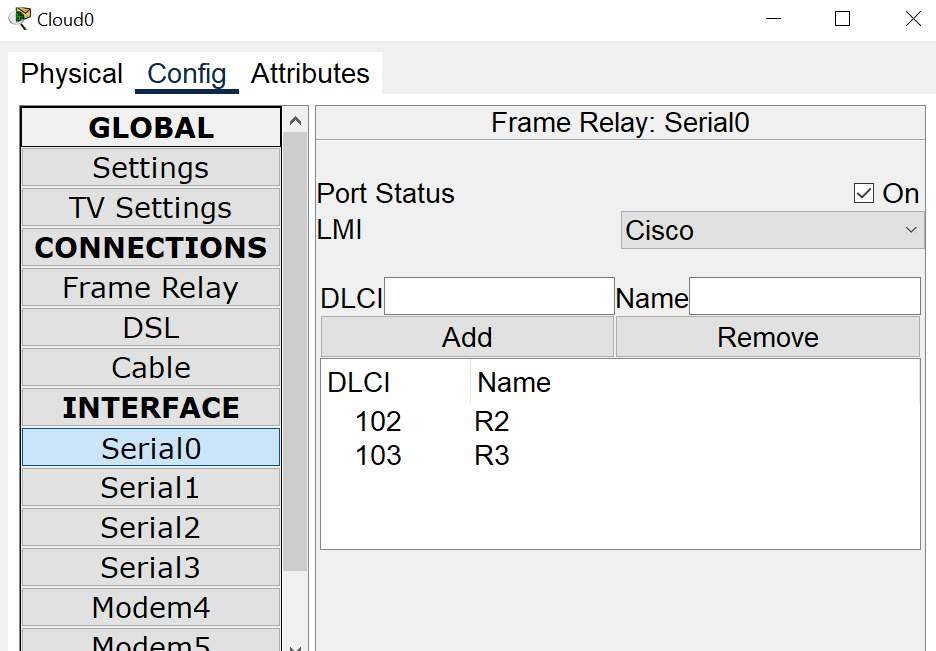 Cloud0
Physical Config Attributes
GLOBAL
Settings
TV Settings
CONNECTIONS
Frame Relay
DSL
Cable
INTERFACE
Serial0
Serial1
Serial2
Serial3
Modem4
Modem5
Frame Relay: Serial0
Port Status On
LMI Cisco
DLCI Name
Add Remove
DLCI Name
102 R2
103 R3